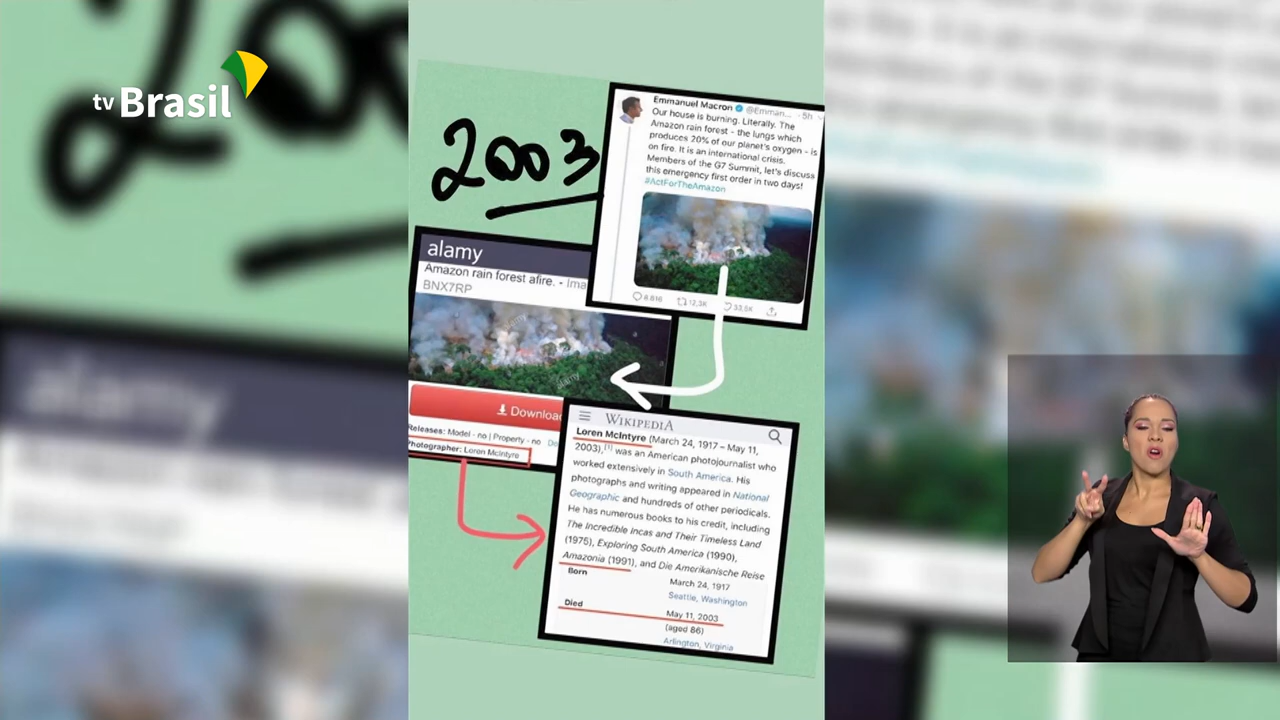 tv Brasil
2003
Emmanuel Macron @Emman... · 5h
Our house is burning. Literally. The
Amazon rain forest - the lungs which
produces 20% of our planet's oxygen - is
on fire. It is an international crisis.
Members of the G7 Summit, let's discuss
this emergency first order in two days!
#ActForTheAmazon
alamy
Amazon rain forest afire. - Ima
BNX7RP
alamy
Downloa
Releases: Model - no | Property - no
Photographer: Loren McIntyre
WIKIPEDIA
Loren McIntyre (March 24, 1917 – May 11,
2003),[1] was an American photojournalist who
worked extensively in South America. His
photographs and writing appeared in National
Geographic and hundreds of other periodicals.
He has numerous books to his credit, including
The Incredible Incas and Their Timeless Land
(1975), Exploring South America (1990),
Amazonia (1991), and Die Amerikanische Reise
Born
March 24, 1917
Seattle, Washington
Died
May 11, 2003
(aged 86)
Arlington, Virginia